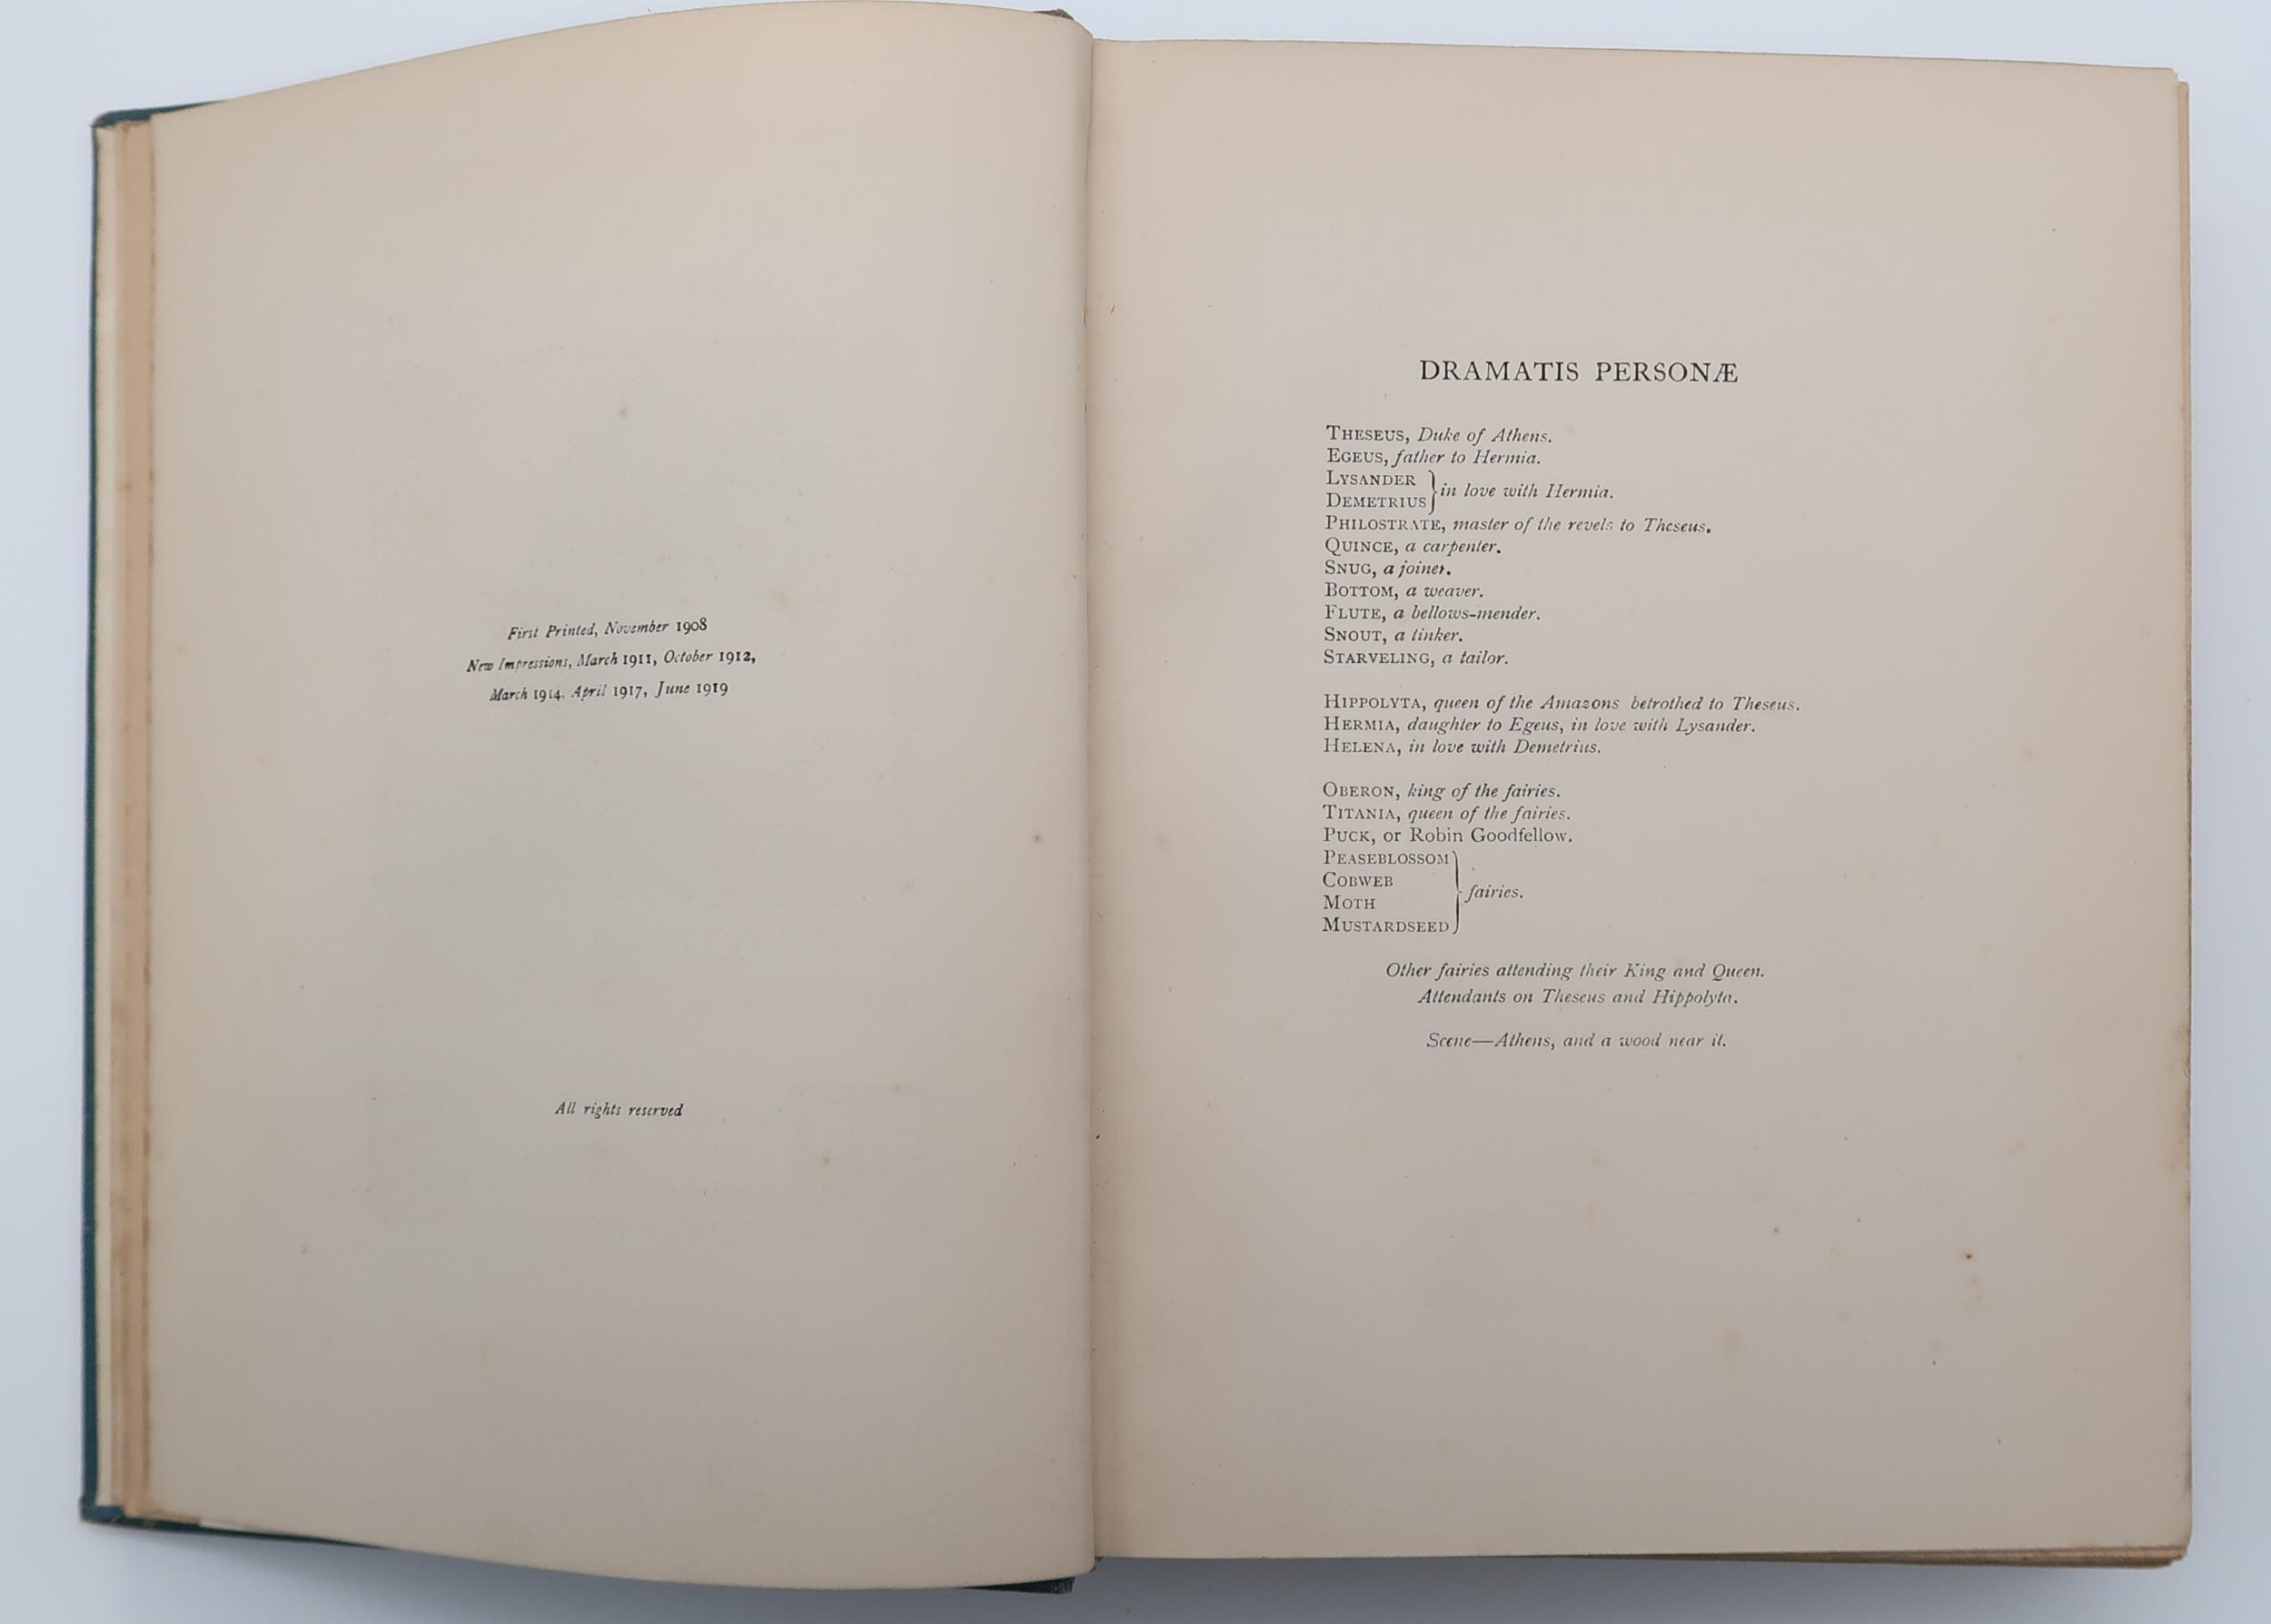 First Printed, November 1908
New Impressions, March 1911, October 1912,
March 1914, April 1917, June 1919
All rights reserved
DRAMATIS PERSONÆ
THESEUS, Duke of Athens.
EGEUS, father to Hermia.
LYSANDER
DEMETRIUS
in love with Hermia.
PHILOSTRATE, master of the revels to Theseus.
QUINCE, a carpenter.
SNUG, a joiner.
BOTTOM, a weaver.
FLUTE, a bellows-mender.
SNOUT, a tinker.
STARVELING, a tailor.
HIPPOLYTA, queen of the Amazons betrothed to Theseus.
HERMIA, daughter to Egeus, in love with Lysander.
HELENA, in love with Demetrius.
OBERON, king of the fairies.
TITANIA, queen of the fairies.
PUCK, or Robin Goodfellow.
PEASEBLOSSOM
COBWEB
MOTH
MUSTARDSEED
fairies.
Other fairies attending their King and Queen.
Attendants on Theseus and Hippolyta.
Scene—Athens, and a wood near it.